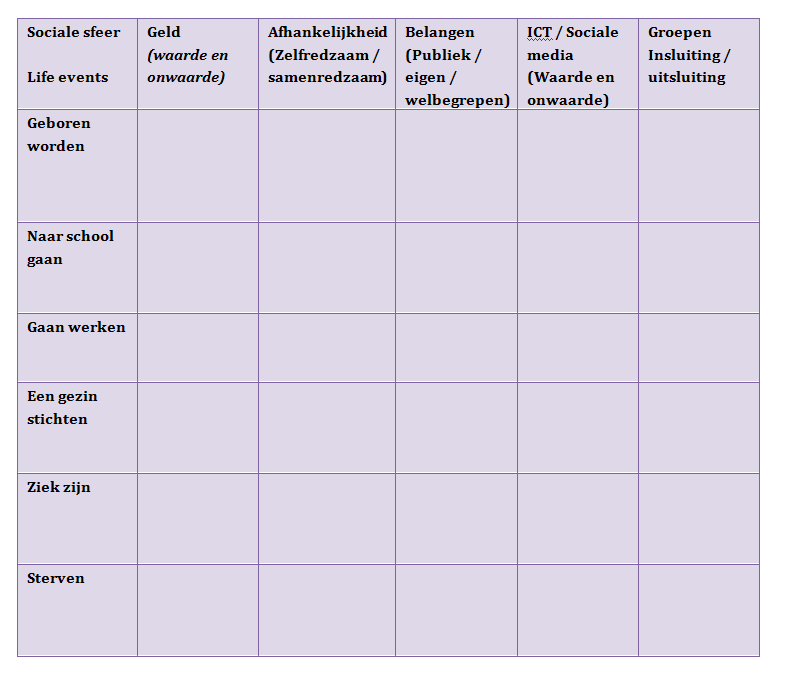 Sociale sfeer
Life events
Geld
(waarde en
onwaarde)
Afhankelijkheid
(Zelfredzaam /
samenredzaam)
Belangen
(Publiek /
eigen /
welbegrepen)
ICT / Sociale
media
(Waarde en
onwaarde)
Groepen
Insluiting /
uitsluiting
Geboren
worden
Naar school
gaan
Gaan werken
Een gezin
stichten
Ziek zijn
Sterven